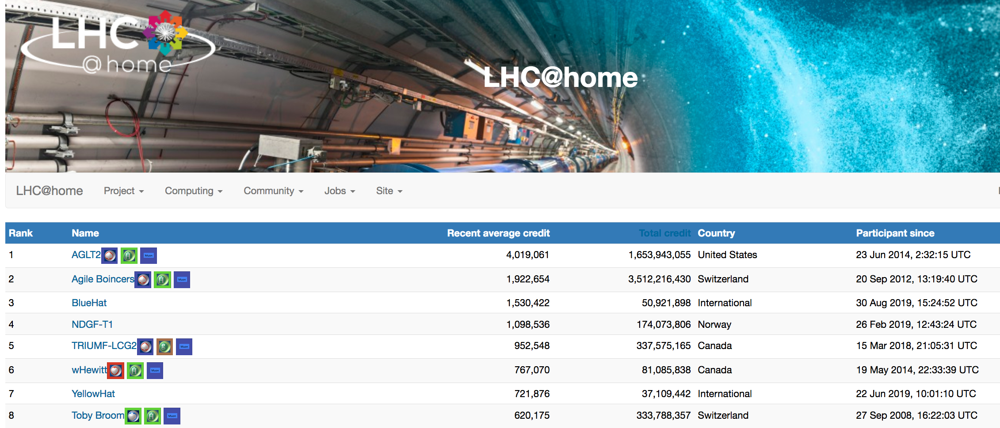 LHC
@home
LHC@home
LHC@home Project Computing Community Jobs Site
Rank Name Recent average credit Total credit Country Participant since
1 AGLT2 Muon 4,019,061 1,653,943,055 United States 23 Jun 2014, 2:32:15 UTC
2 Agile Boincers Muon 1,922,654 3,512,216,430 Switzerland 20 Sep 2012, 13:19:40 UTC
3 BlueHat 1,530,422 50,921,898 International 30 Aug 2019, 15:24:52 UTC
4 NDGF-T1 1,098,536 174,073,806 Norway 26 Feb 2019, 12:43:24 UTC
5 TRIUMF-LCG2 g Muon 952,548 337,575,165 Canada 15 Mar 2018, 21:05:31 UTC
6 wHewitt Muon 767,070 81,085,838 Canada 19 May 2014, 22:33:39 UTC
7 YellowHat 721,876 37,109,442 International 22 Jun 2019, 10:01:10 UTC
8 Toby Broom Muon 620,175 333,788,357 Switzerland 27 Sep 2008, 16:22:03 UTC